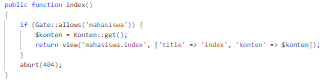 public function index()
{
    if (Gate::allows('mahasiswa')) {
        $konten = Konten::get();
        return view('mahasiswa.index', ['title' => 'index', 'konten' => $konten]);
    }
    abort(404);
}